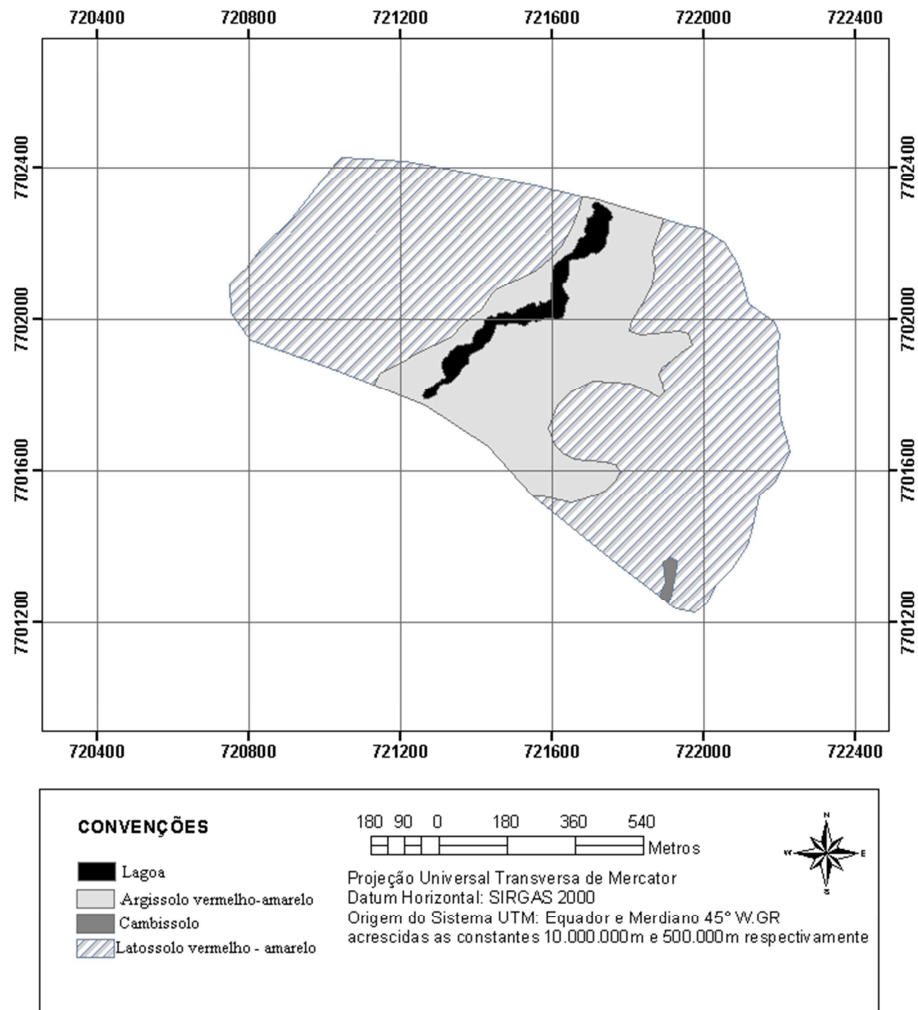 720400 720800 721200 721600 722000 722400
7702400 7702400
7702000 7702000
7701600 7701600
7701200 7701200
720400 720800 721200 721600 722000 722400
CONVENÇÕES
Lagoa
Argissolo vermelho-amarelo
Cambissolo
Latossolo vermelho - amarelo
180 90 0 180 360 540
Metros
Projeção Universal Transversa de Mercator
Datum Horizontal: SIRGAS 2000
Origem do Sistema UTM: Equador e Merdiano 45° W.GR
acrescidas as constantes 10.000.000m e 500.000m respectivamente
N
W E
S